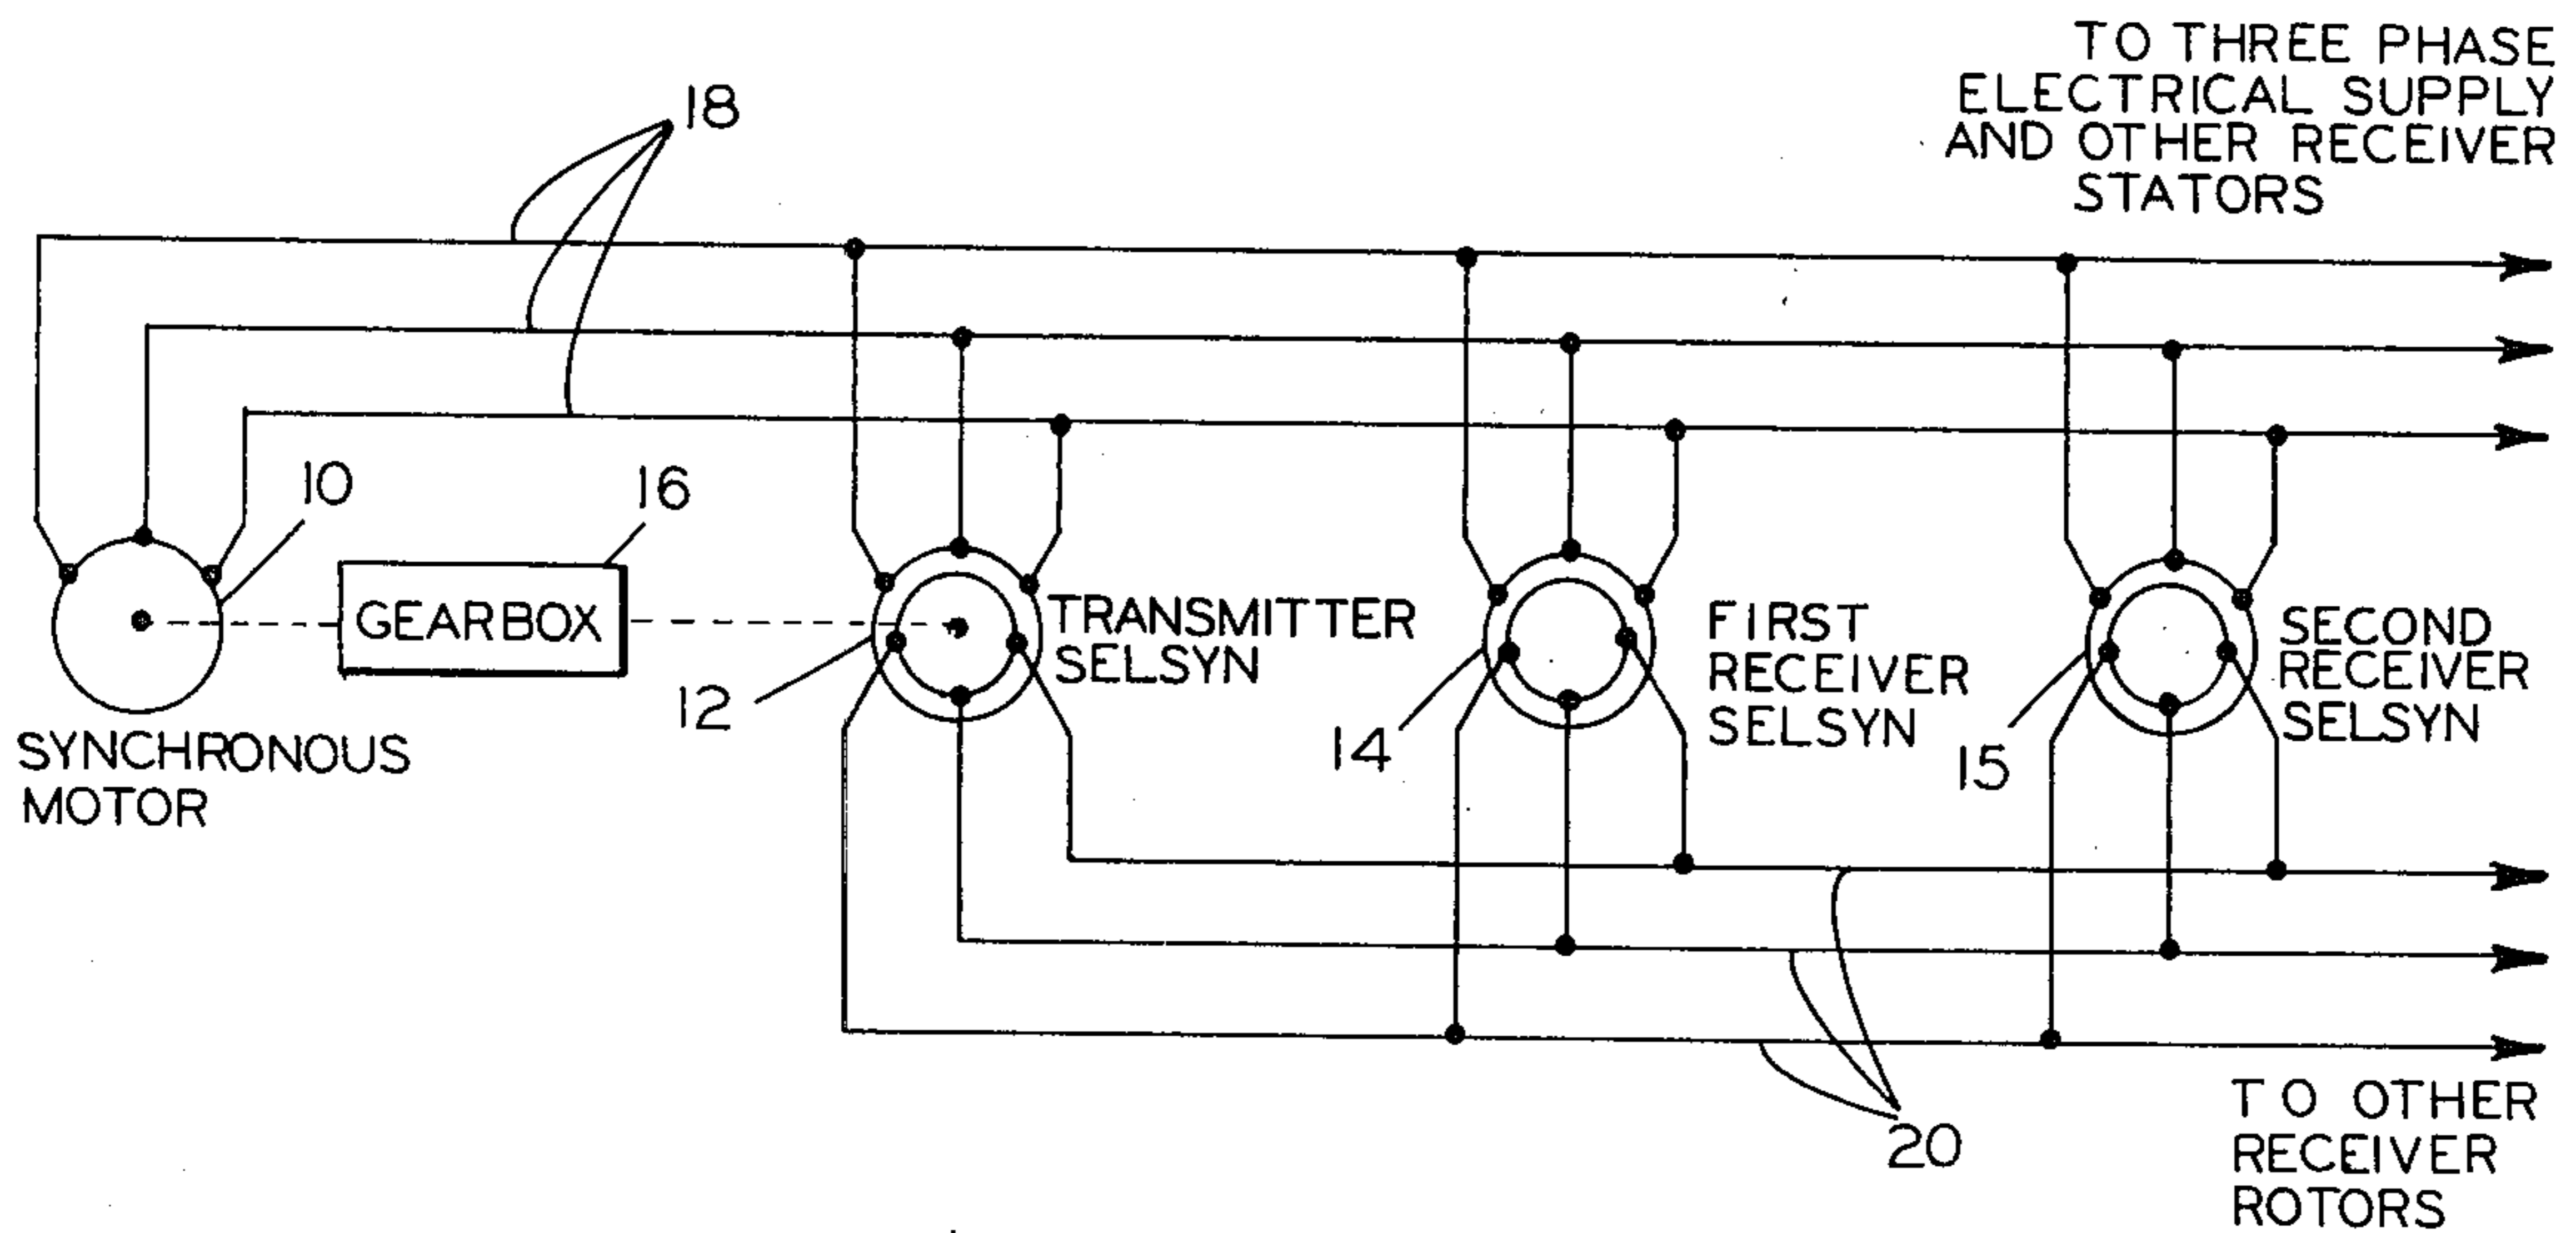 TO THREE PHASE
ELECTRICAL SUPPLY
AND OTHER RECEIVER
STATORS
18
10
16
GEARBOX
SYNCHRONOUS
MOTOR
12
TRANSMITTER
SELSYN
14
FIRST
RECEIVER
SELSYN
15
SECOND
RECEIVER
SELSYN
20
TO OTHER
RECEIVER
ROTORS